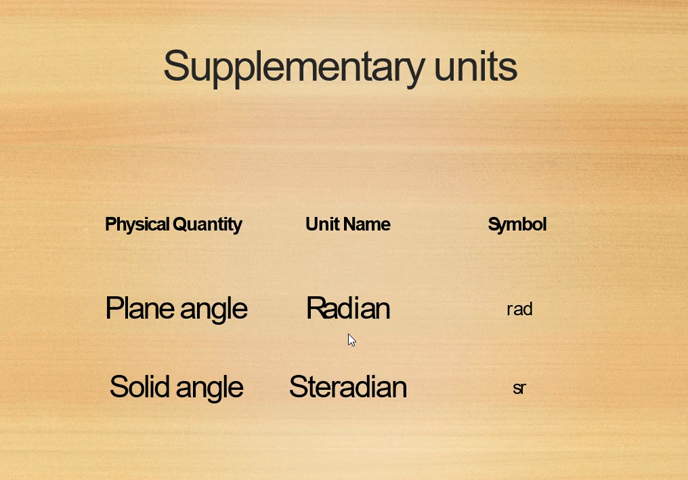 Supplementary units
Physical Quantity Unit Name Symbol
Plane angle Radian rad
Solid angle Steradian sr